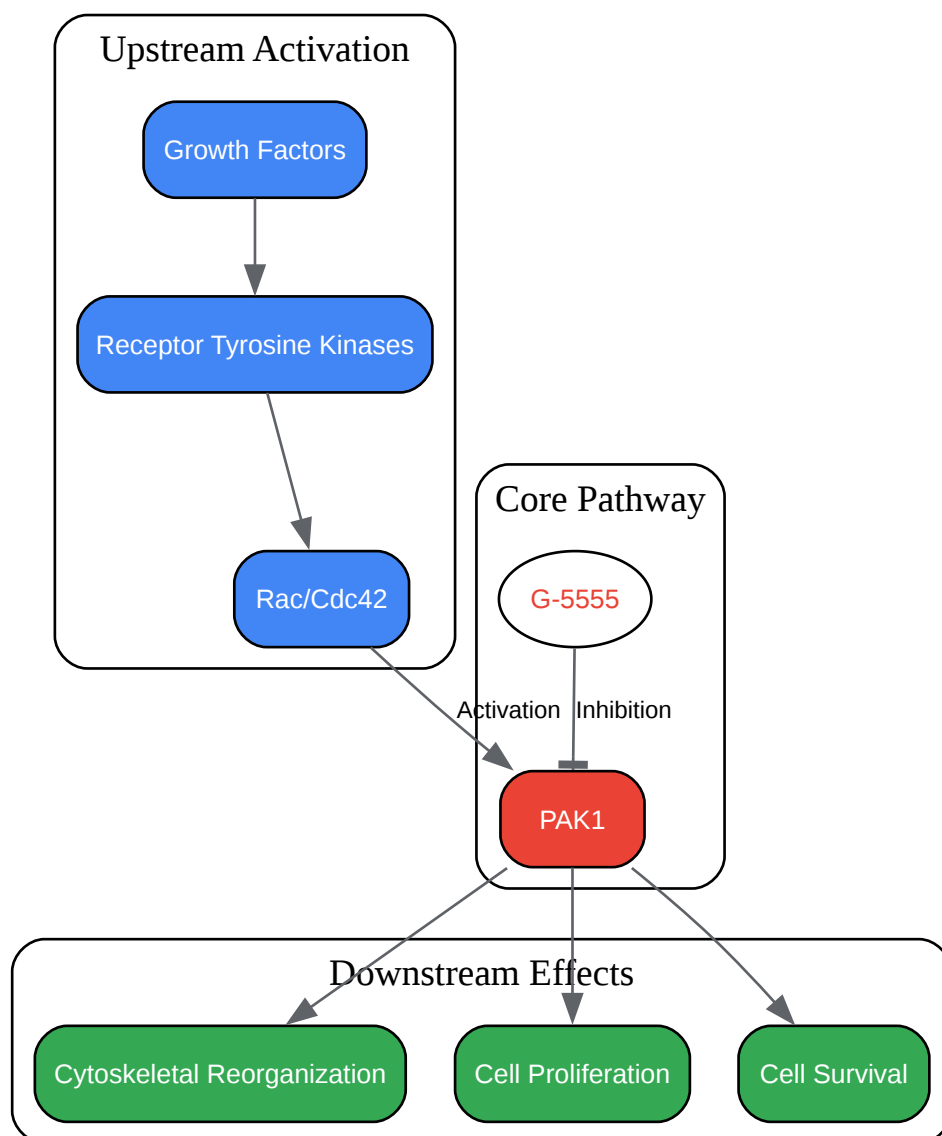 Upstream Activation
Growth Factors
Receptor Tyrosine Kinases
Rac/Cdc42
Core Pathway
G-5555
Activation
Inhibition
PAK1
Downstream Effects
Cytoskeletal Reorganization
Cell Proliferation
Cell Survival